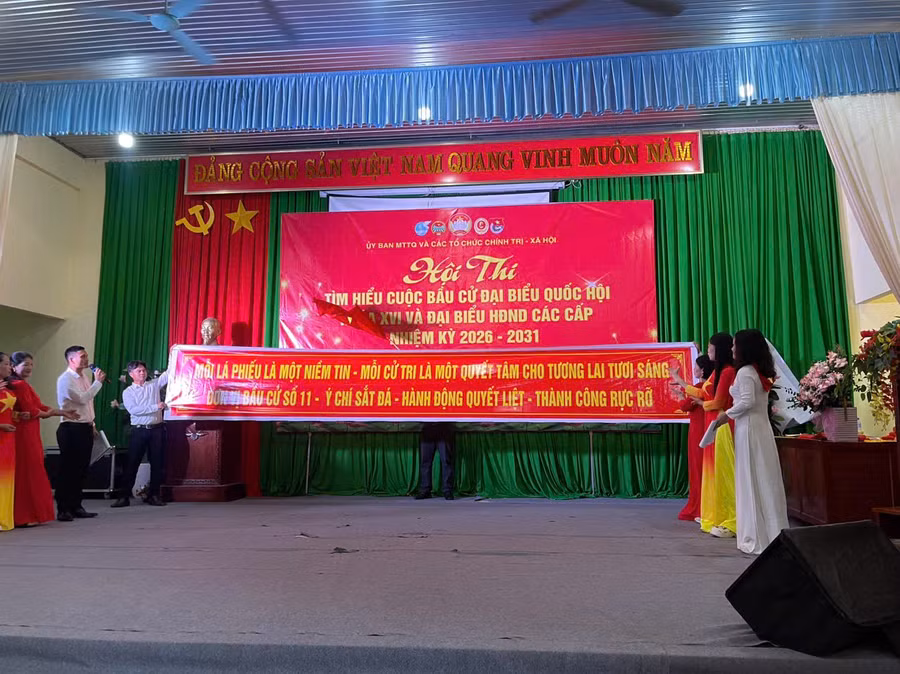 ĐẢNG CỘNG SẢN VIỆT NAM QUANG VINH MUÔN NĂM
ỦY BAN MTTQ VÀ CÁC TỔ CHỨC CHÍNH TRỊ - XÃ HỘI
Hội Thi
TÌM HIỂU CUỘC BẦU CỬ ĐẠI BIỂU QUỐC HỘI
A XVI VÀ ĐẠI BIỂU HĐND CÁC CẤP
NHIỆM KỲ 2026 - 2031
MỖI LÁ PHIẾU LÀ MỘT NIỀM TIN - MỖI CỬ TRI LÀ MỘT QUYẾT TÂM CHO TƯƠNG LAI TƯƠI SÁNG
ĐƠN VỊ BẦU CỬ SỐ 11 - Ý CHÍ SẮT ĐÁ - HÀNH ĐỘNG QUYẾT LIỆT - THÀNH CÔNG RỰC RỠ